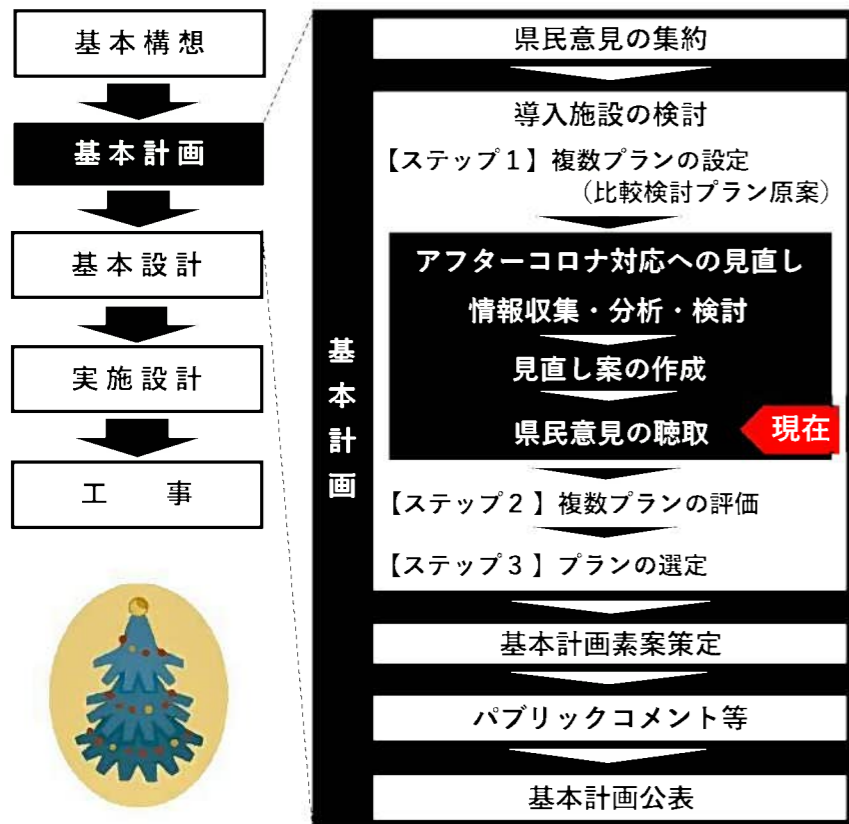 基本構想
基本計画
基本設計
実施設計
工　事
基本計画
県民意見の集約
導入施設の検討
【ステップ１】複数プランの設定
（比較検討プラン原案）
アフターコロナ対応への見直し
情報収集・分析・検討
見直し案の作成
県民意見の聴取
現在
【ステップ２】複数プランの評価
【ステップ３】プランの選定
基本計画素案策定
パブリックコメント等
基本計画公表